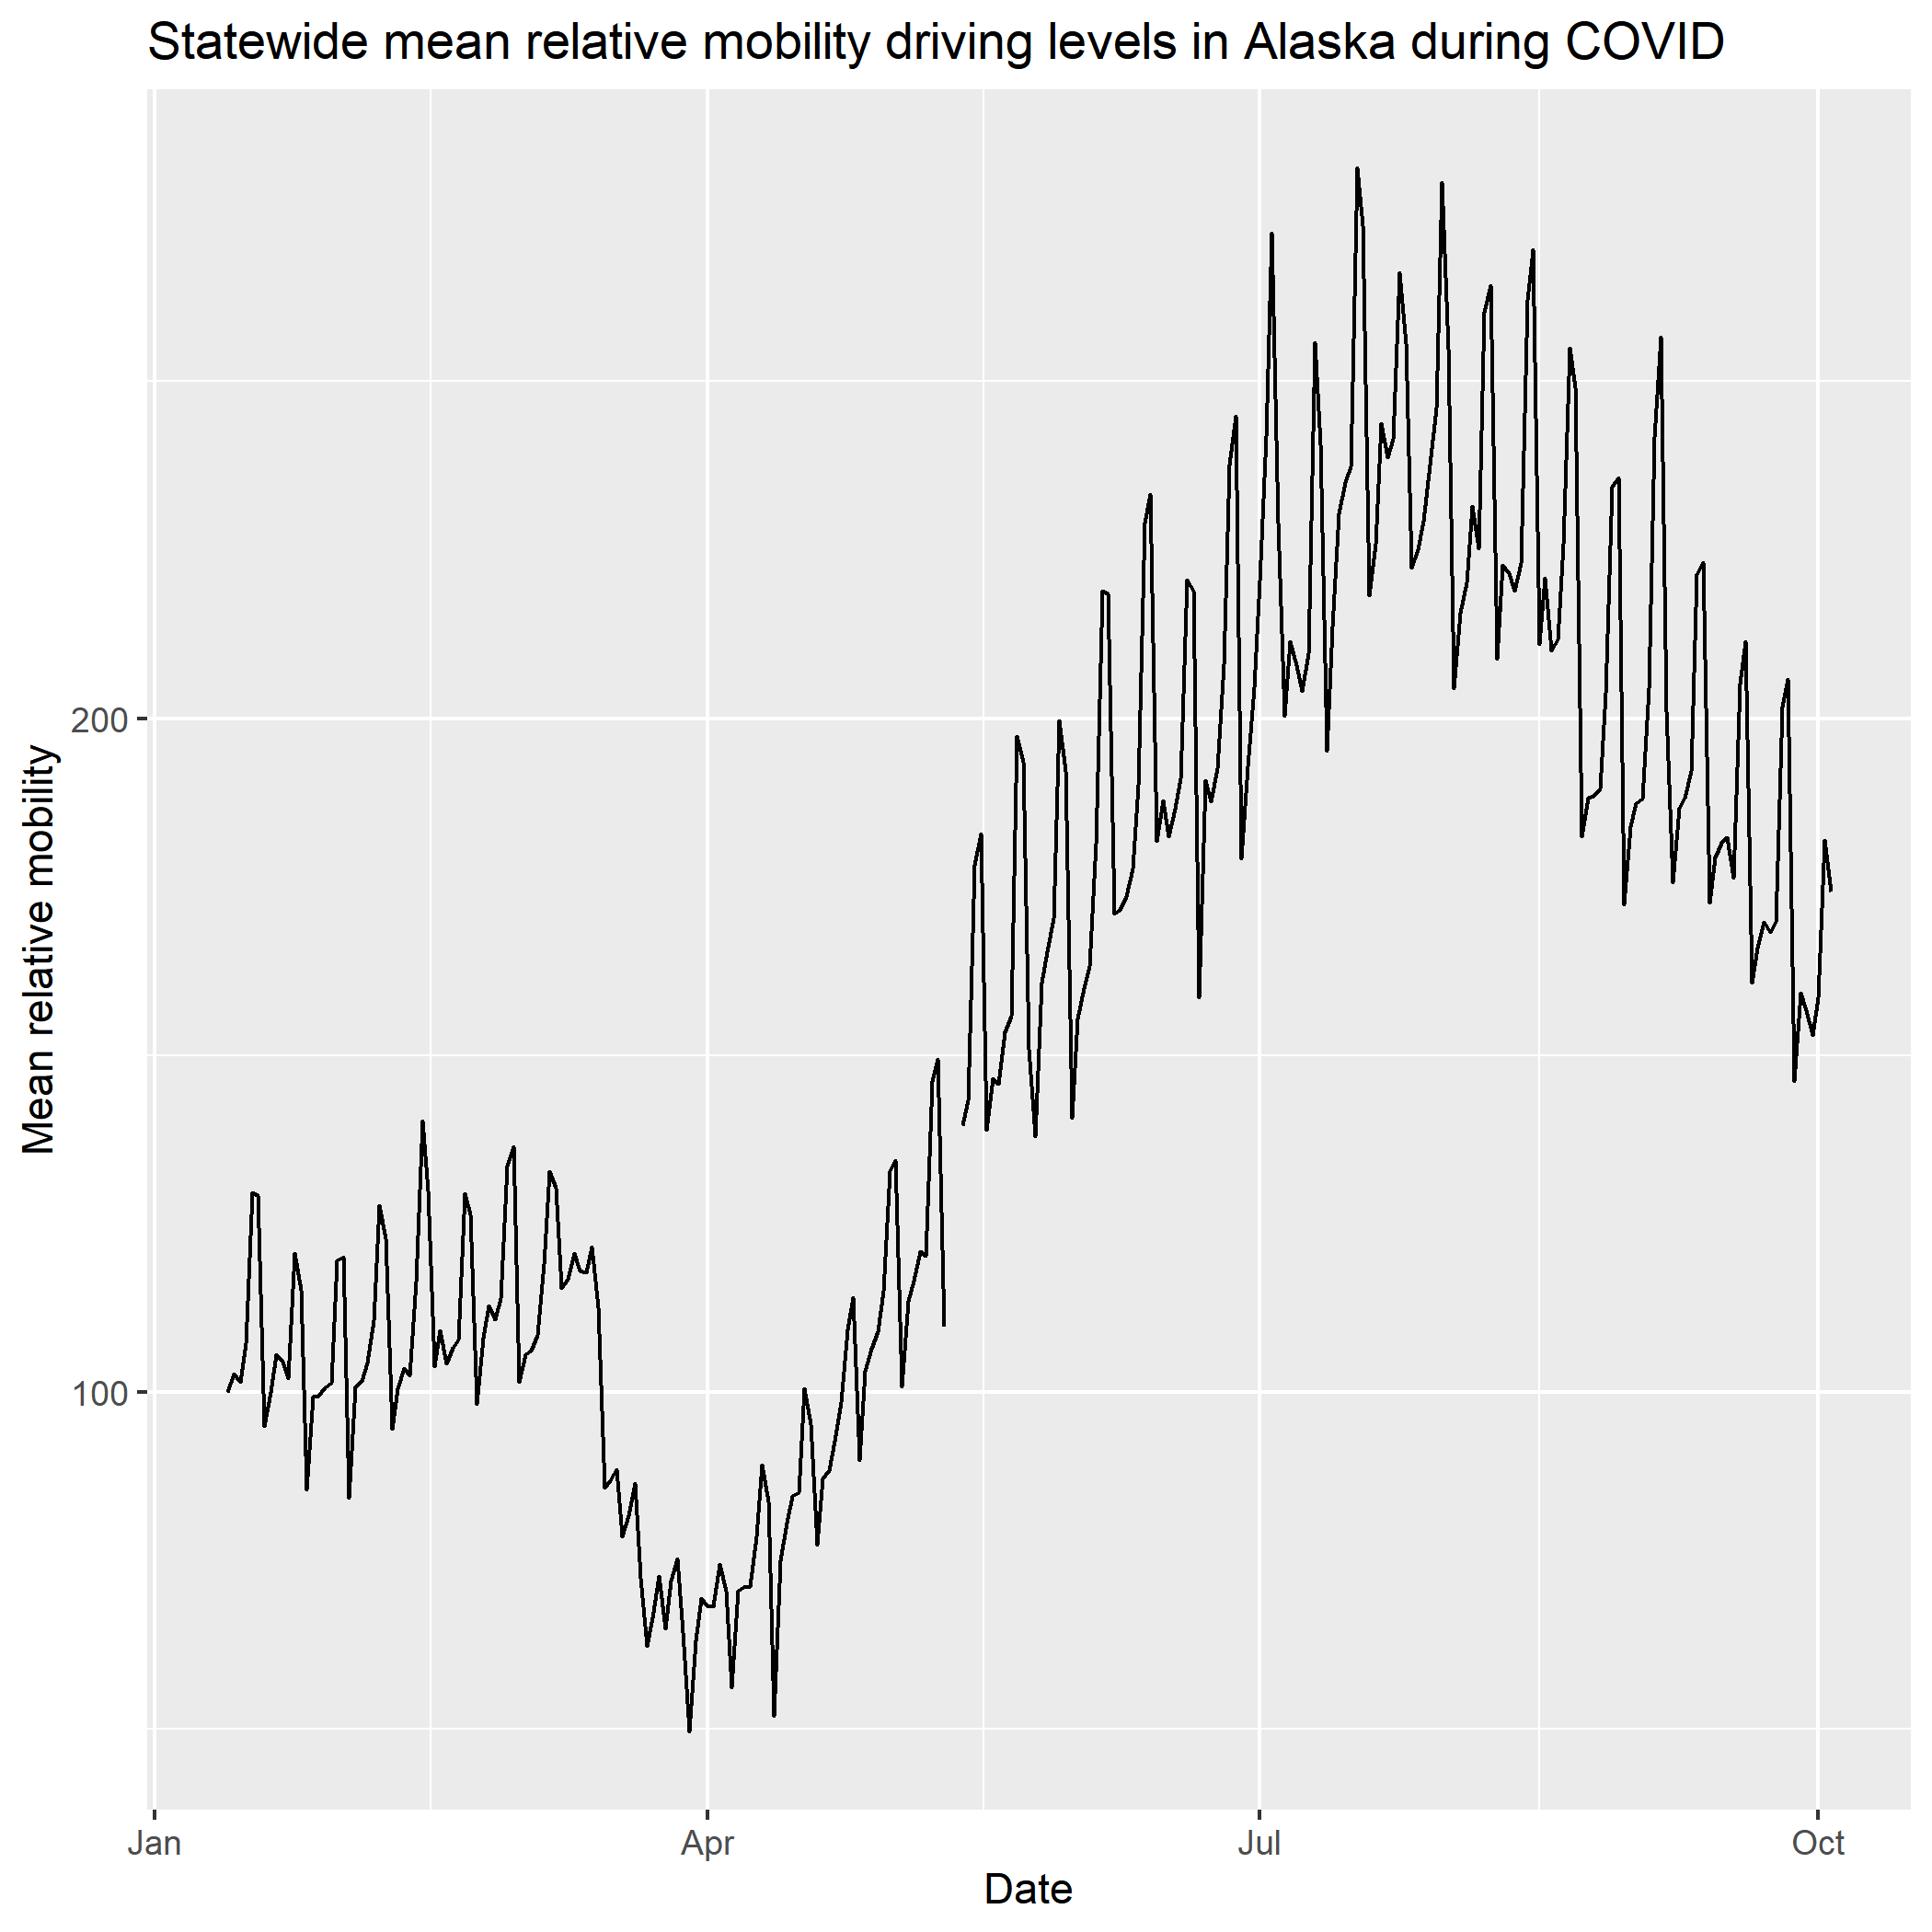 Statewide mean relative mobility driving levels in Alaska during COVID
Mean relative mobility
200
100
Jan
Apr
Jul
Oct
Date